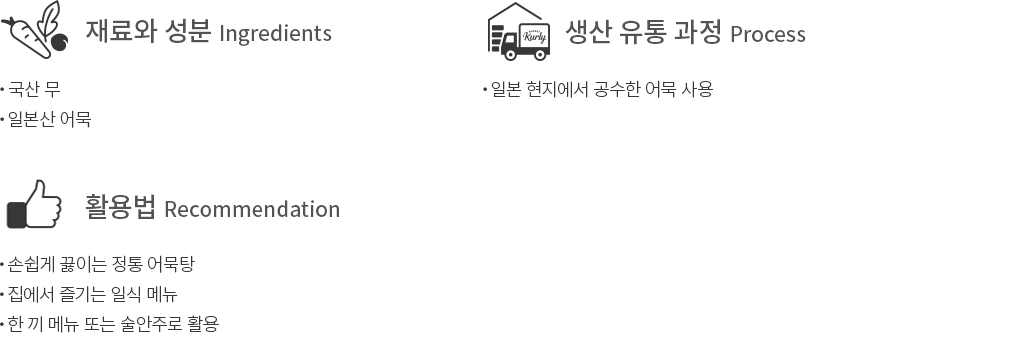 재료와 성분 Ingredients
• 국산 무
• 일본산 어묵
Kurly
생산 유통 과정 Process
• 일본 현지에서 공수한 어묵 사용
활용법 Recommendation
• 손쉽게 끓이는 정통 어묵탕
• 집에서 즐기는 일식 메뉴
• 한 끼 메뉴 또는 술안주로 활용